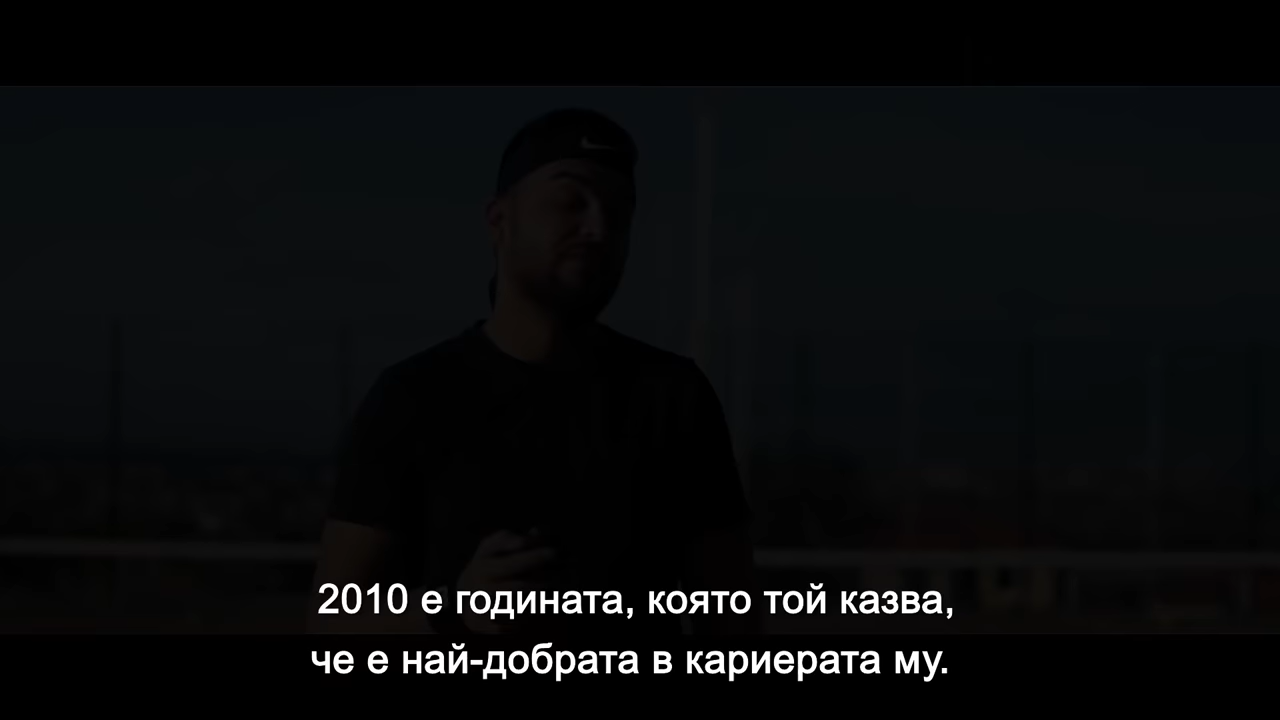 2010 е годината, която той казва,
че е най-добрата в кариерата му.